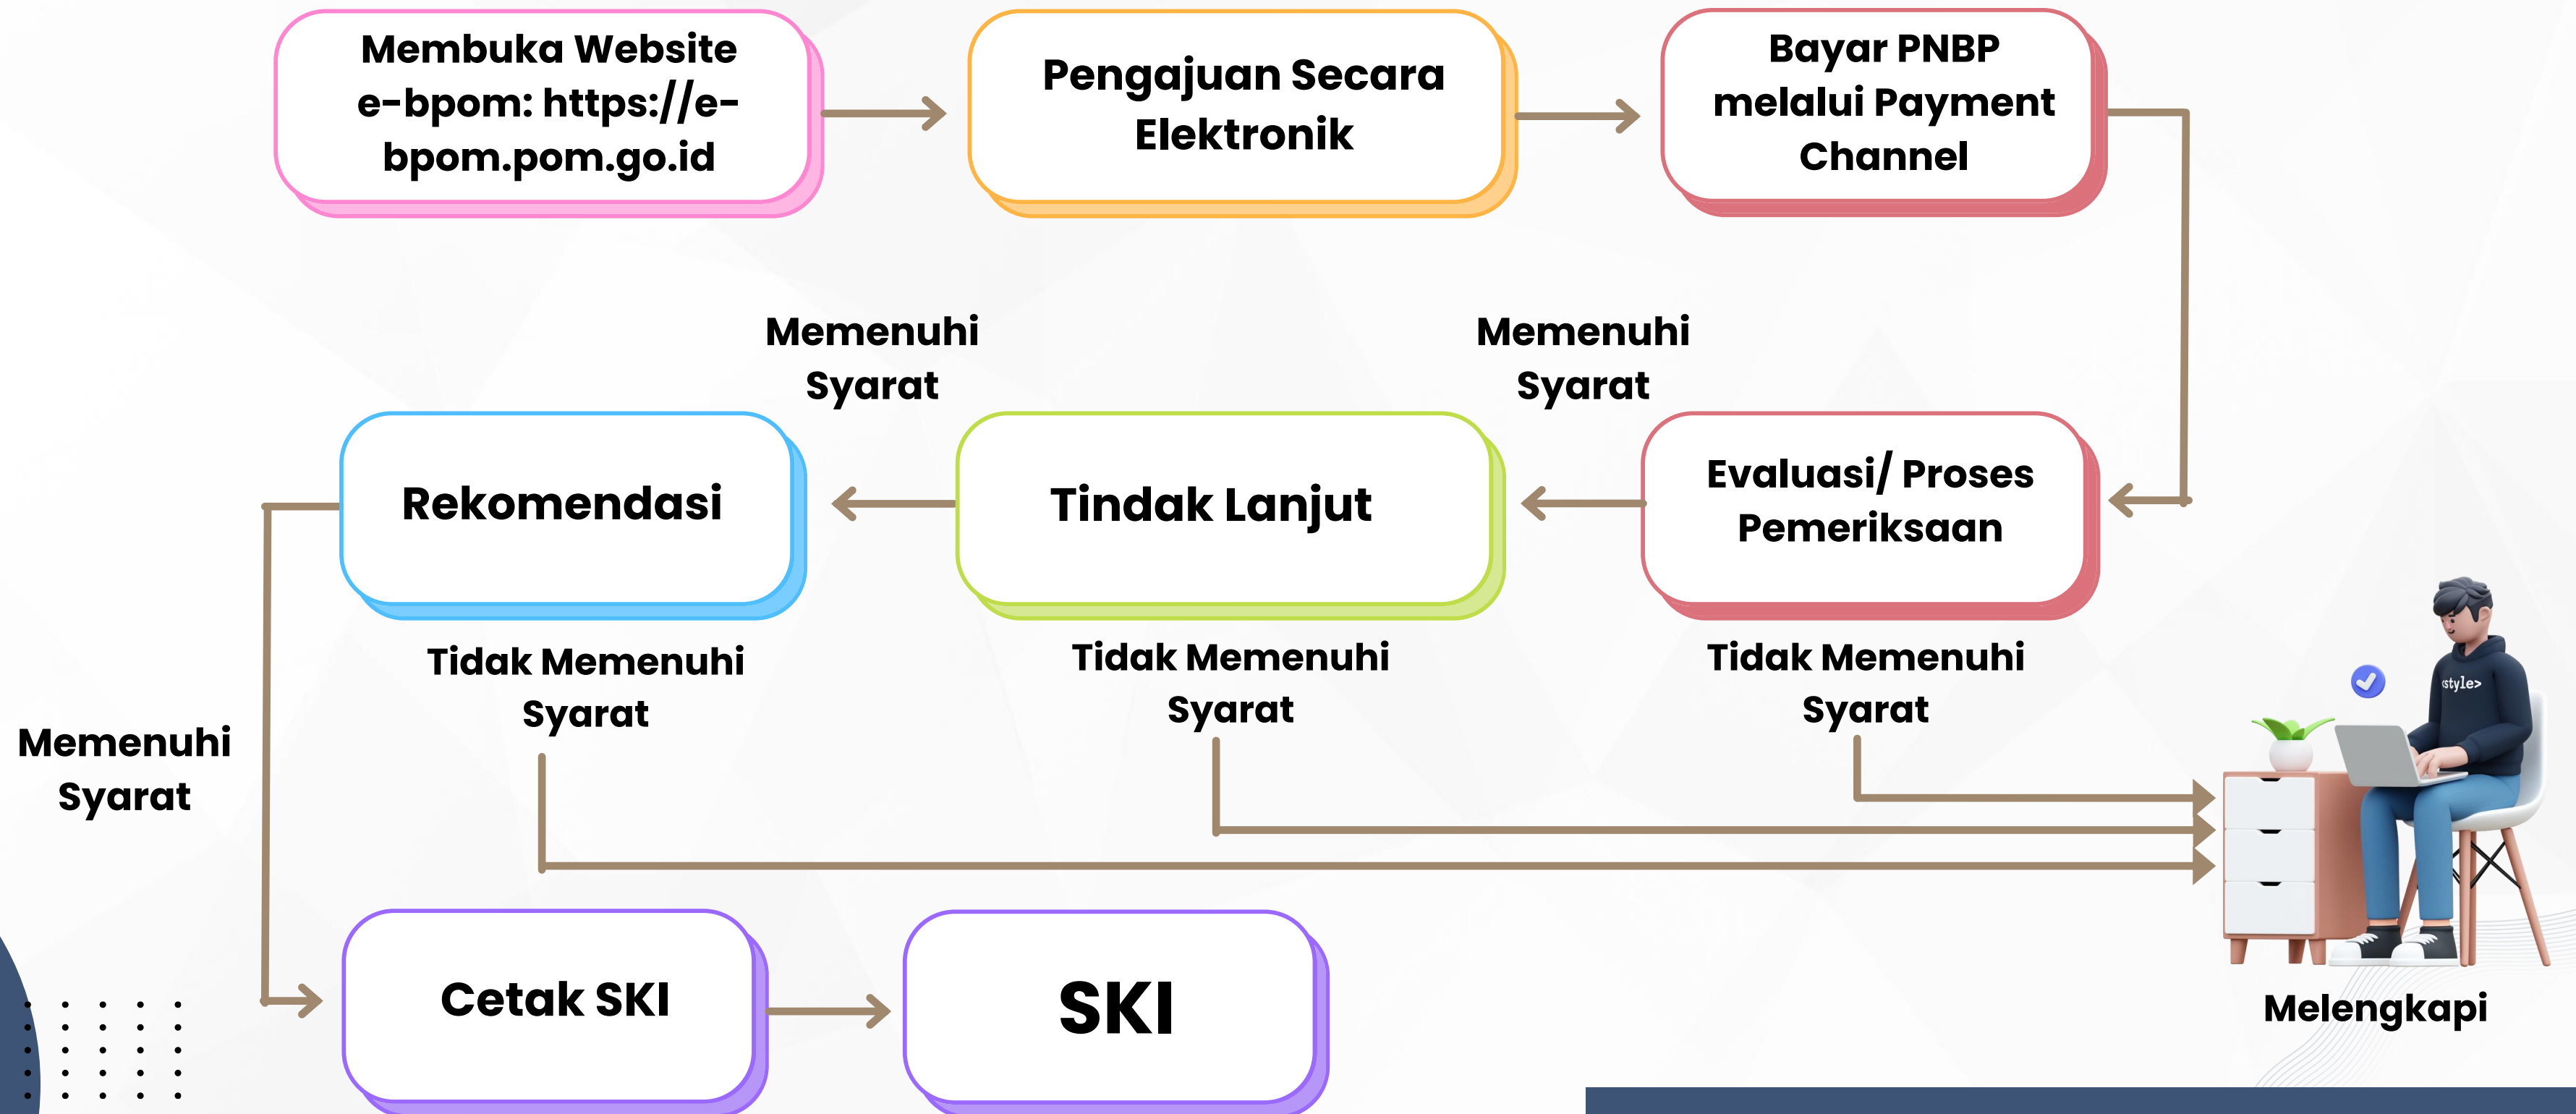 Membuka Website
e-bpom: https://e-
bpom.pom.go.id
Pengajuan Secara
Elektronik
Bayar PNBP
melalui Payment
Channel
Memenuhi
Syarat
Memenuhi
Syarat
Rekomendasi
Tindak Lanjut
Evaluasi/ Proses
Pemeriksaan
Tidak Memenuhi
Syarat
Tidak Memenuhi
Syarat
Tidak Memenuhi
Syarat
<style>
Memenuhi
Syarat
Cetak SKI
SKI
Melengkapi